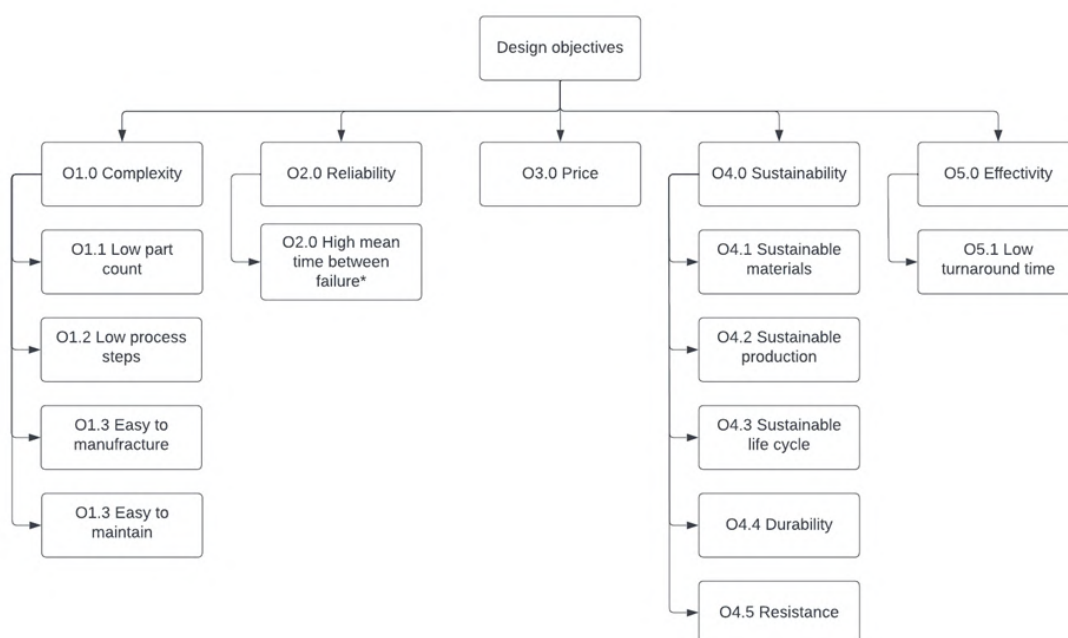 Design objectives
O1.0 Complexity
O2.0 Reliability
O3.0 Price
O4.0 Sustainability
O5.0 Effectivity
O1.1 Low part
count
O1.2 Low process
steps
O1.3 Easy to
manufracture
O1.3 Easy to
maintain
O2.0 High mean
time between
failure*
O4.1 Sustainable
materials
O4.2 Sustainable
production
O4.3 Sustainable
life cycle
O4.4 Durability
O4.5 Resistance
O5.1 Low
turnaround time